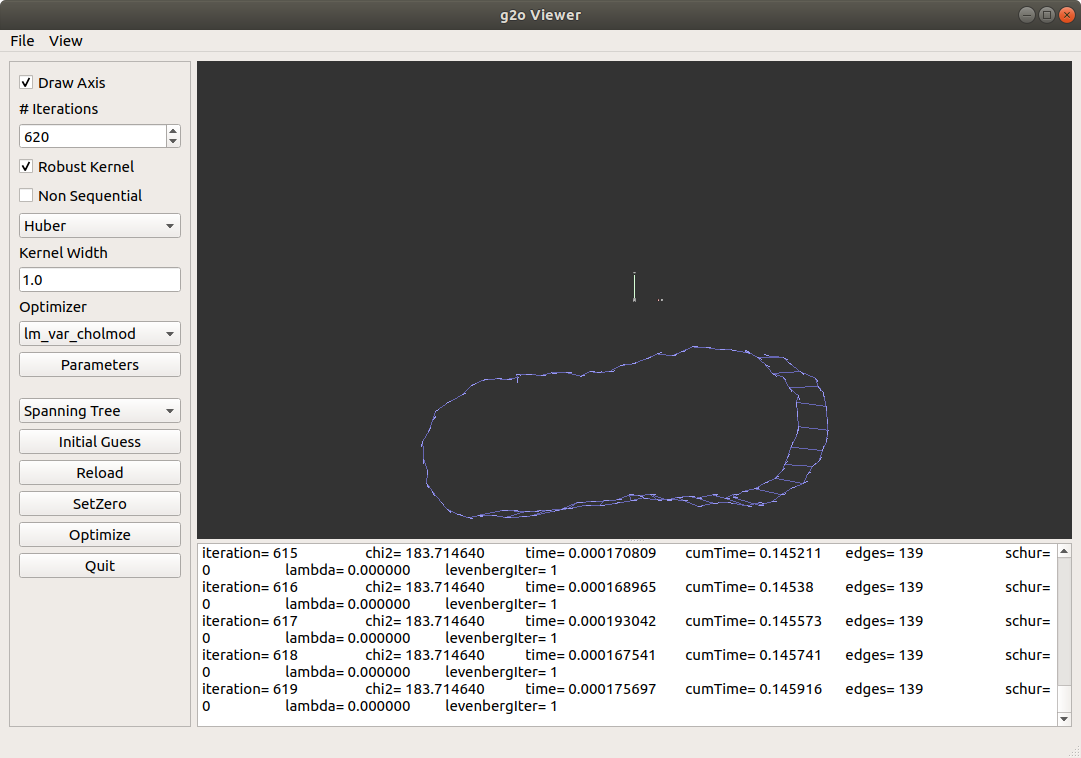 g2o Viewer
File View
Draw Axis
# Iterations
620
Robust Kernel
Non Sequential
Huber
Kernel Width
1.0
Optimizer
lm_var_cholmod
Parameters
Spanning Tree
Initial Guess
Reload
SetZero
Optimize
Quit
iteration= 615 chi2= 183.714640 time= 0.000170809 cumTime= 0.145211 edges= 139 schur=
0 lambda= 0.000000 levenbergIter= 1
iteration= 616 chi2= 183.714640 time= 0.000168965 cumTime= 0.14538 edges= 139 schur=
0 lambda= 0.000000 levenbergIter= 1
iteration= 617 chi2= 183.714640 time= 0.000193042 cumTime= 0.145573 edges= 139 schur=
0 lambda= 0.000000 levenbergIter= 1
iteration= 618 chi2= 183.714640 time= 0.000167541 cumTime= 0.145741 edges= 139 schur=
0 lambda= 0.000000 levenbergIter= 1
iteration= 619 chi2= 183.714640 time= 0.000175697 cumTime= 0.145916 edges= 139 schur=
0 lambda= 0.000000 levenbergIter= 1